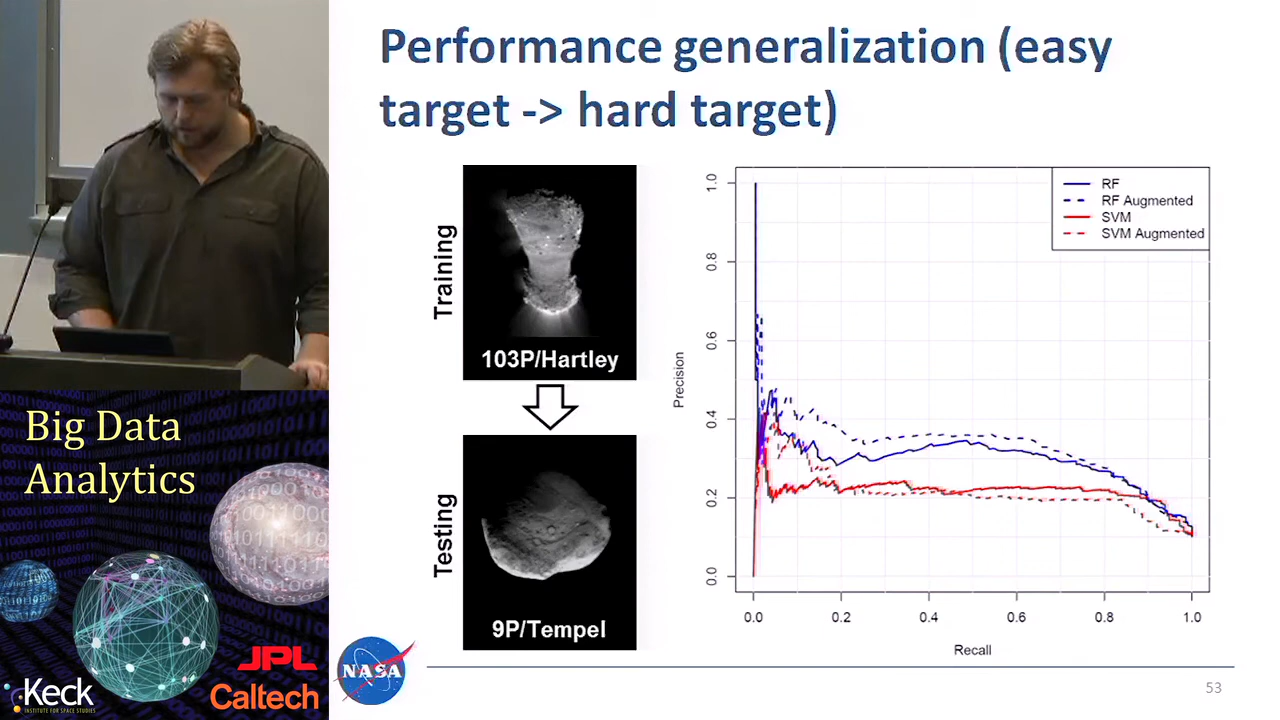 Performance generalization (easy
target -> hard target)
Training
103P/Hartley
Testing
9P/Tempel
Precision
1.0
0.8
0.6
0.4
0.2
0.0
RF
RF Augmented
SVM
SVM Augmented
0.0 0.2 0.4 0.6 0.8 1.0
Recall
Big Data
Analytics
JPL
Keck
INSTITUTE FOR SPACE STUDIES
Caltech
NASA
53